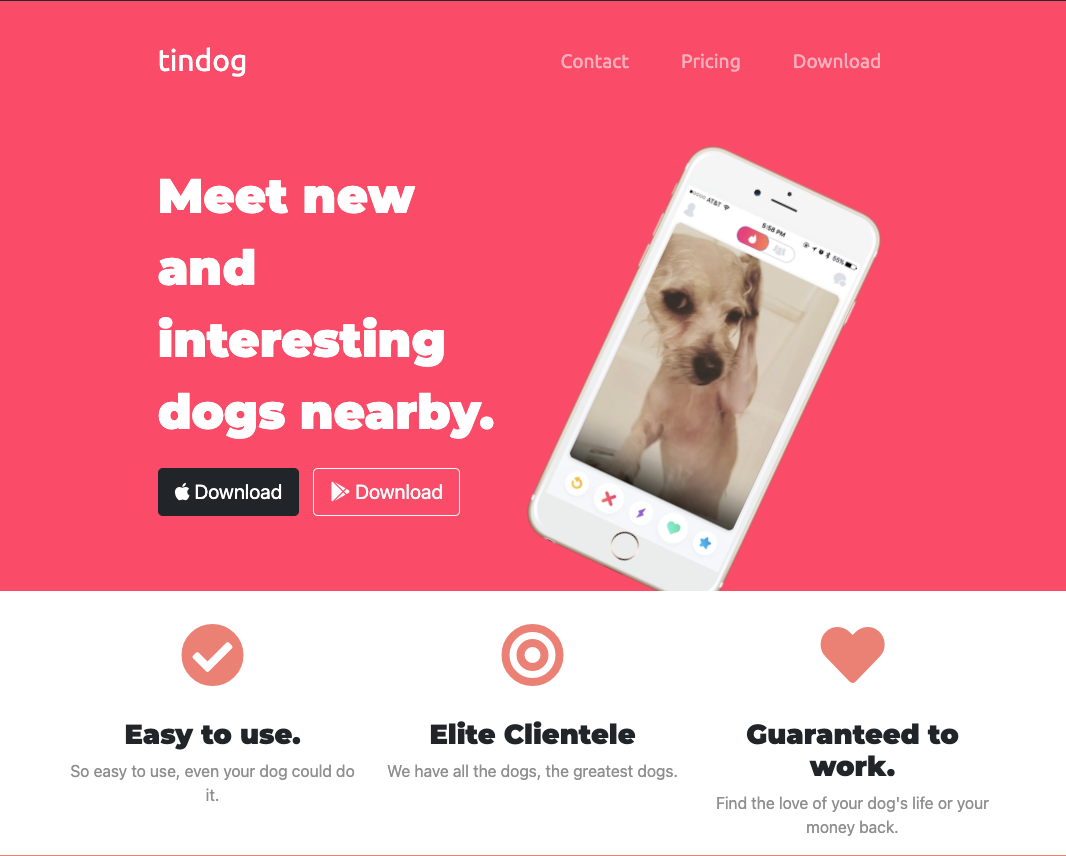 tindog
Contact Pricing Download
Meet new
and
interesting
dogs nearby.
AT&T
5:58 PM
55%
Download
Download
Easy to use.
So easy to use, even your dog could do
it.
Elite Clientele
We have all the dogs, the greatest dogs.
Guaranteed to
work.
Find the love of your dog's life or your
money back.